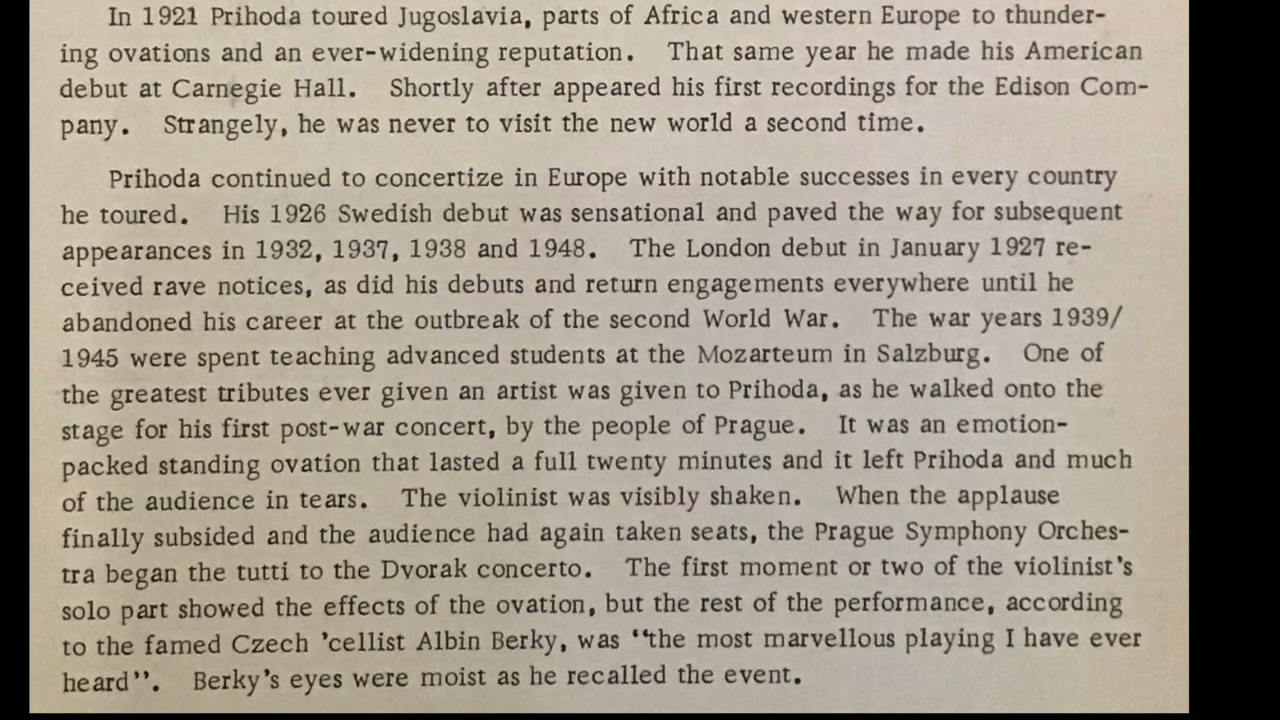 In 1921 Prihoda toured Jugoslavia, parts of Africa and western Europe to thunder-
ing ovations and an ever-widening reputation. That same year he made his American
debut at Carnegie Hall. Shortly after appeared his first recordings for the Edison Com-
pany. Strangely, he was never to visit the new world a second time.
Prihoda continued to concertize in Europe with notable successes in every country
he toured. His 1926 Swedish debut was sensational and paved the way for subsequent
appearances in 1932, 1937, 1938 and 1948. The London debut in January 1927 re-
ceived rave notices, as did his debuts and return engagements everywhere until he
abandoned his career at the outbreak of the second World War. The war years 1939/
1945 were spent teaching advanced students at the Mozarteum in Salzburg. One of
the greatest tributes ever given an artist was given to Prihoda, as he walked onto the
stage for his first post-war concert, by the people of Prague. It was an emotion-
packed standing ovation that lasted a full twenty minutes and it left Prihoda and much
of the audience in tears. The violinist was visibly shaken. When the applause
finally subsided and the audience had again taken seats, the Prague Symphony Orches-
tra began the tutti to the Dvorak concerto. The first moment or two of the violinist's
solo part showed the effects of the ovation, but the rest of the performance, according
to the famed Czech 'cellist Albin Berky, was "the most marvellous playing I have ever
heard". Berky's eyes were moist as he recalled the event.